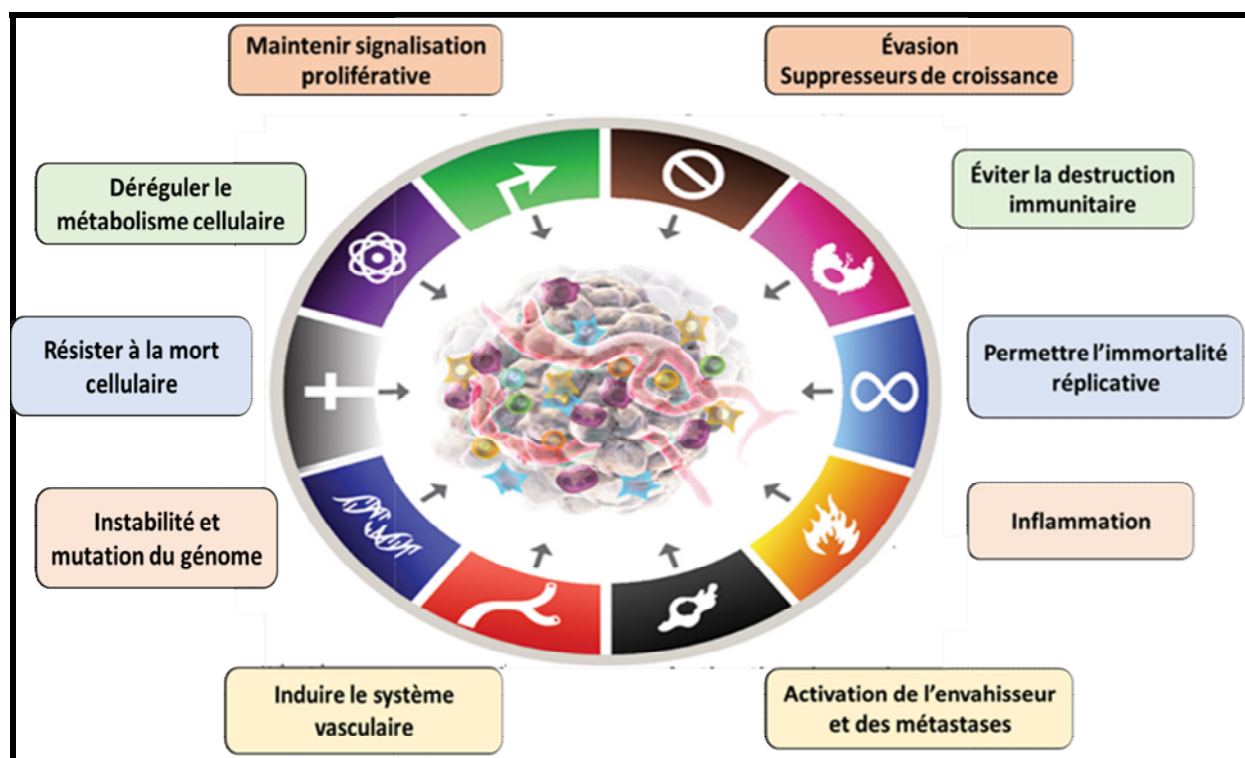 Maintenir signalisation
proliférative
Évasion
Suppresseurs de croissance
Déréguler le
métabolisme cellulaire
Éviter la destruction
immunitaire
Résister à la mort
cellulaire
Permettre l'immortalité
réplicative
Instabilité et
mutation du génome
Inflammation
Induire le système
vasculaire
Activation de l'envahisseur
et des métastases